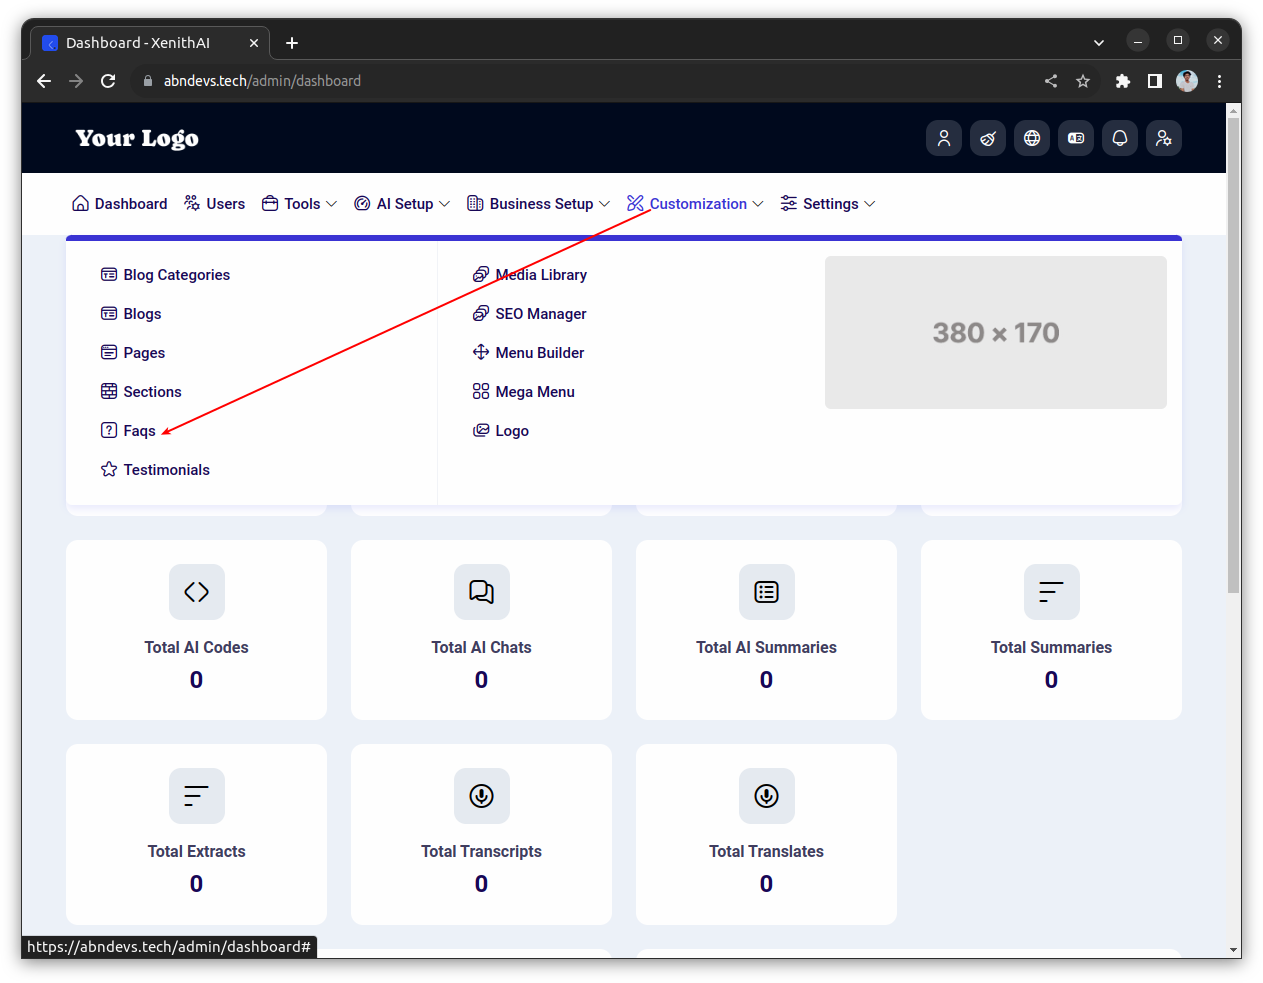 Dashboard - XenithAI
abndevs.tech/admin/dashboard
Your Logo
Dashboard Users Tools AI Setup Business Setup Customization Settings
Blog Categories
Blogs
Pages
Sections
Faqs
Testimonials
Media Library
SEO Manager
Menu Builder
Mega Menu
Logo
380 × 170
Total AI Codes
0
Total AI Chats
0
Total AI Summaries
0
Total Summaries
0
Total Extracts
0
Total Transcripts
0
Total Translates
0
https://abndevs.tech/admin/dashboard#